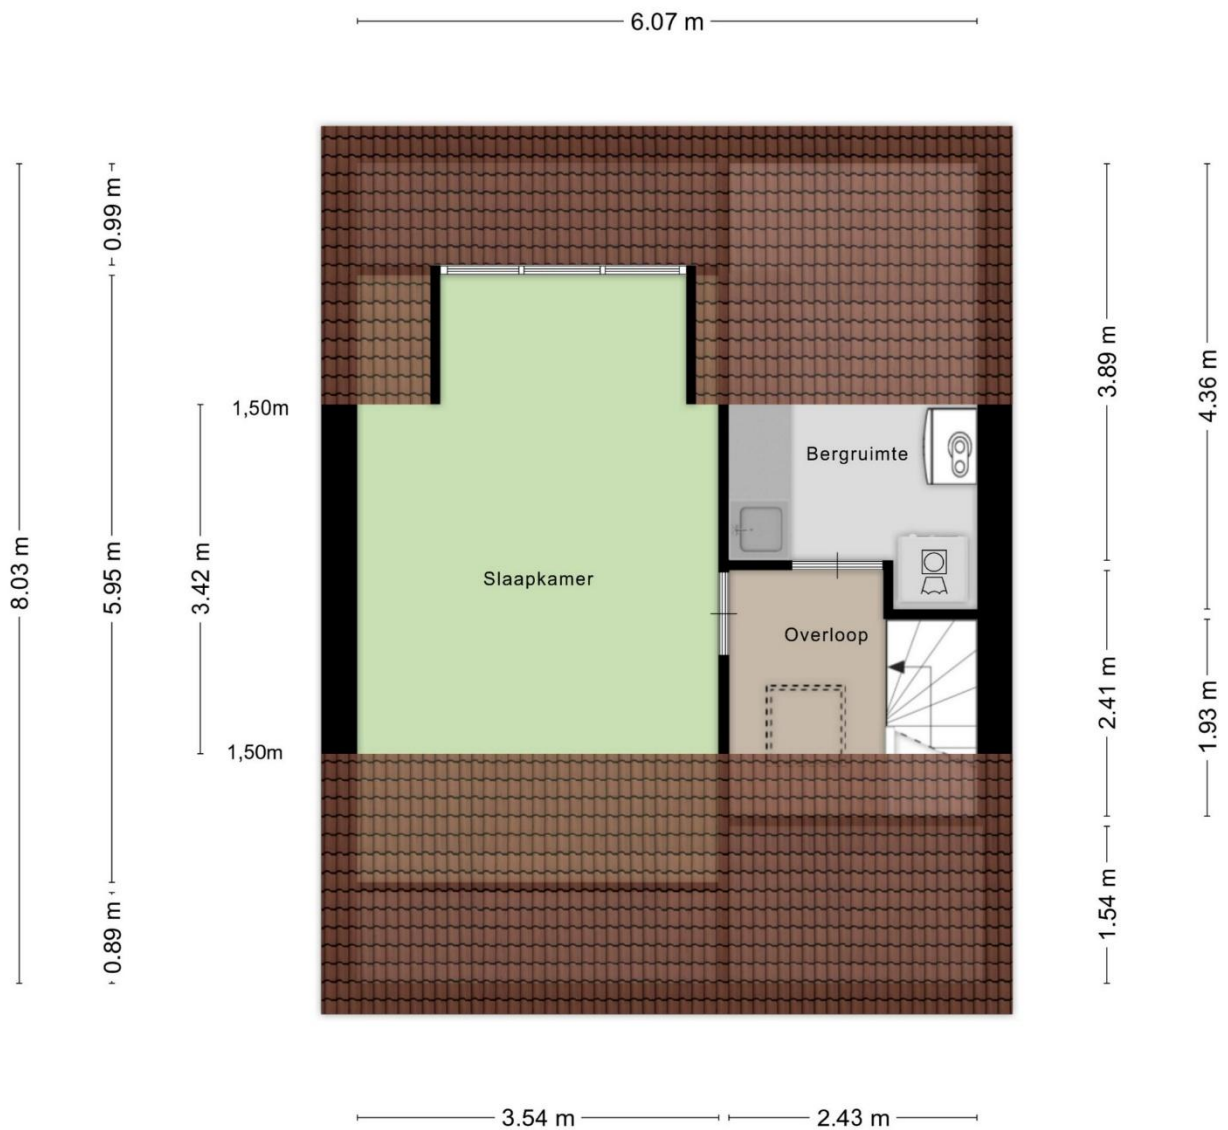 6.07 m
0.99 m
1,50m
3.89 m
4.36 m
Bergruimte
8.03 m
5.95 m
3.42 m
Slaapkamer
Overloop
2.41 m
1.93 m
1,50m
0.89 m
1.54 m
3.54 m
2.43 m